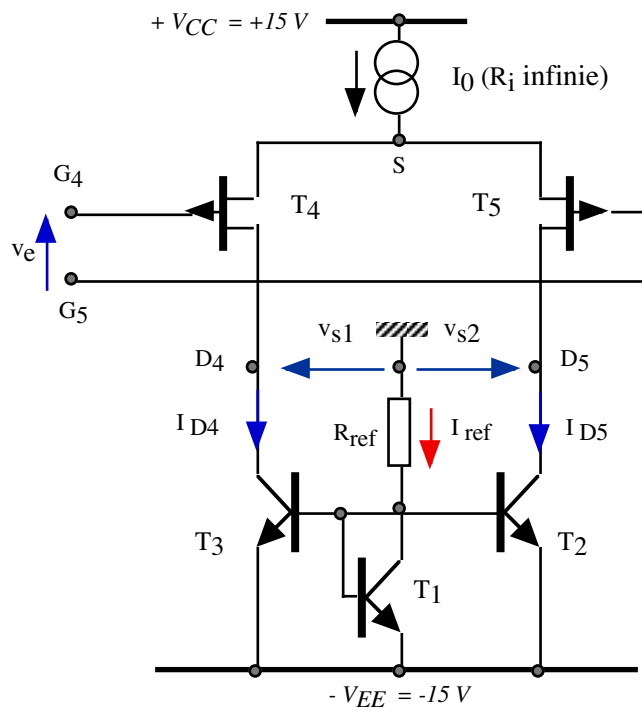 + VCC = +15 V
I0 (Ri infinie)
S
G4
T4
T5
ve
G5
vs1
vs2
D4
D5
I D4
Rref
I ref
I D5
T3
T2
T1
- VEE = -15 V